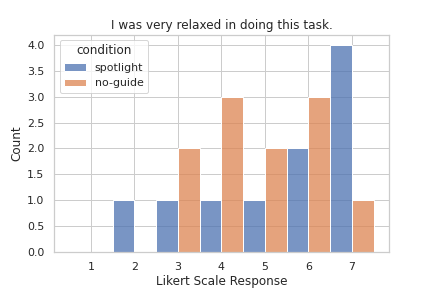 I was very relaxed in doing this task.
condition
spotlight
no-guide
4.0
3.5
3.0
2.5
2.0
1.5
1.0
0.5
0.0
Count
1 2 3 4 5 6 7
Likert Scale Response